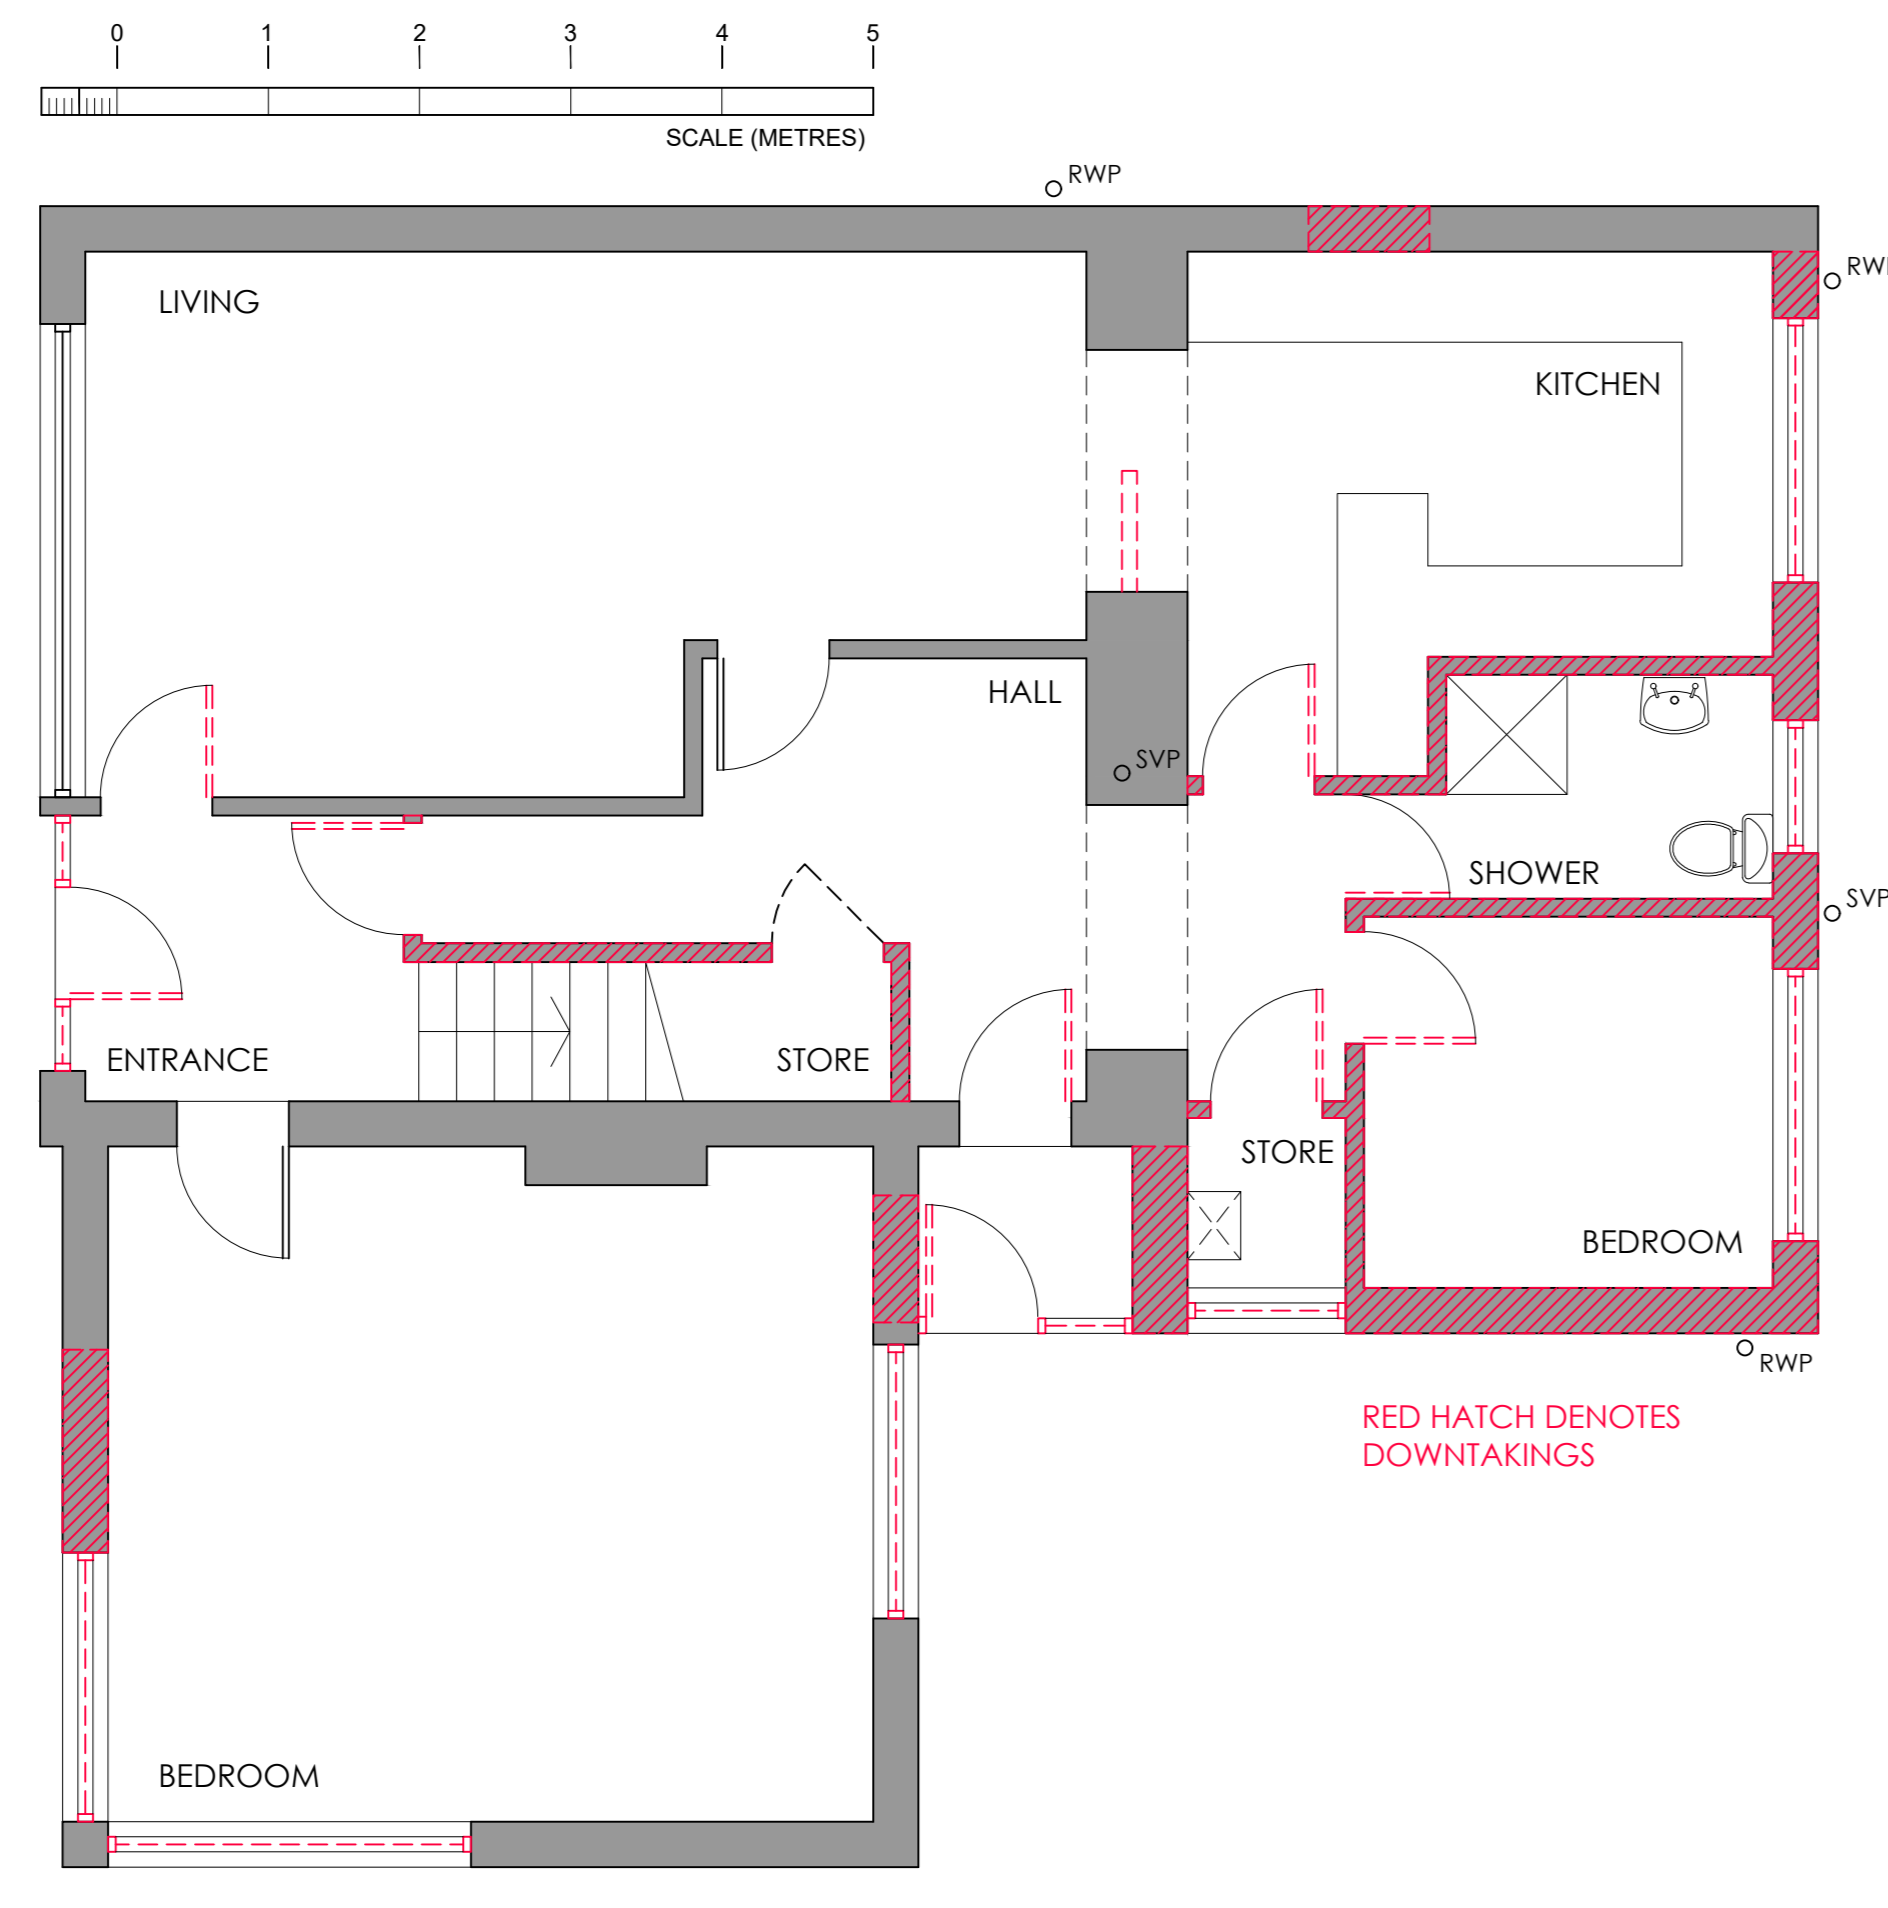 0 1 2 3 4 5
SCALE (METRES)
RWP
RWP
LIVING
KITCHEN
HALL
SVP
SHOWER
SVP
ENTRANCE
STORE
STORE
BEDROOM
RWP
RED HATCH DENOTES
DOWNTAKINGS
BEDROOM